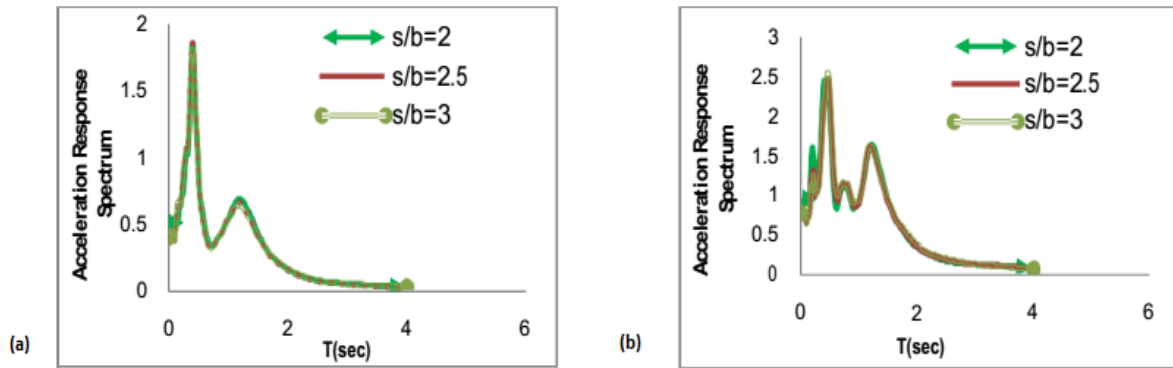 (a)
Acceleration Response
Spectrum
2
1.5
1
0.5
0
0
2
4
6
T(sec)
s/b=2
s/b=2.5
s/b=3
(b)
Acceleration Response
Spectrum
3
2.5
2
1.5
1
0.5
0
0
2
4
6
T(sec)
s/b=2
s/b=2.5
s/b=3